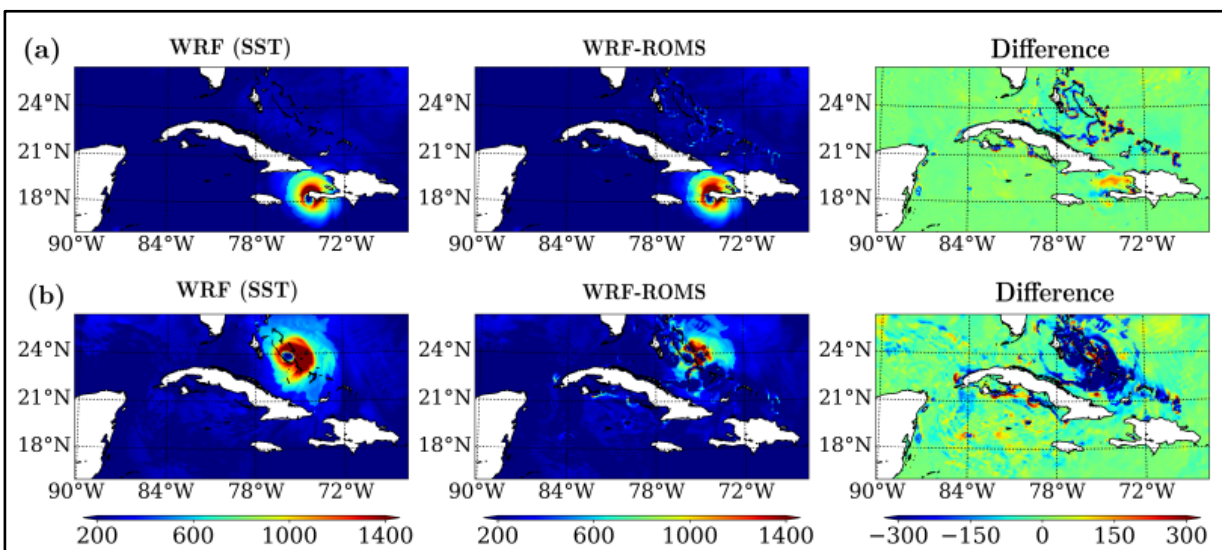 (a) WRF (SST) WRF-ROMS Difference
24°N 24°N 24°N
21°N 21°N 21°N
18°N 18°N 18°N
90°W 84°W 78°W 72°W 90°W 84°W 78°W 72°W 90°W 84°W 78°W 72°W
(b) WRF (SST) WRF-ROMS Difference
24°N 24°N 24°N
21°N 21°N 21°N
18°N 18°N 18°N
90°W 84°W 78°W 72°W 90°W 84°W 78°W 72°W 90°W 84°W 78°W 72°W
200 600 1000 1400 200 600 1000 1400 −300 −150 0 150 300